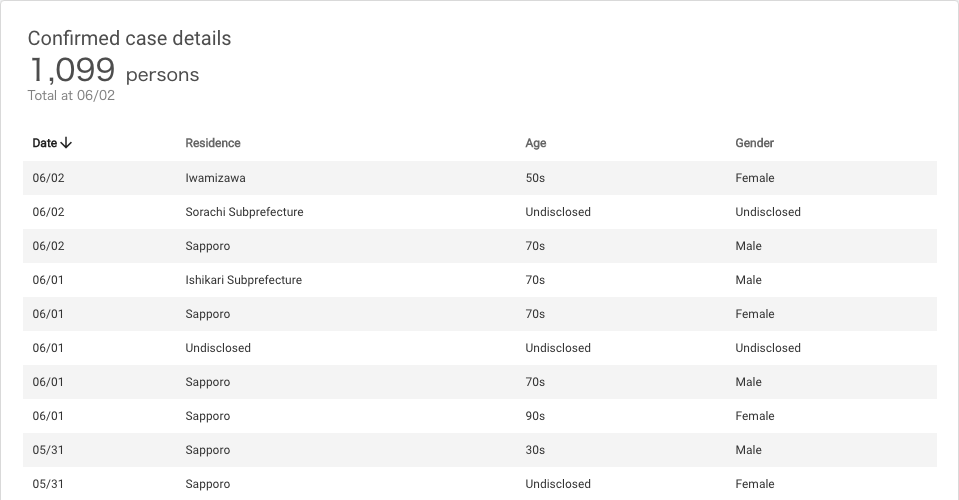 Confirmed case details
1,099 persons
Total at 06/02
Date↓ Residence Age Gender
06/02 Iwamizawa 50s Female
06/02 Sorachi Subprefecture Undisclosed Undisclosed
06/02 Sapporo 70s Male
06/01 Ishikari Subprefecture 70s Male
06/01 Sapporo 70s Female
06/01 Undisclosed Undisclosed Undisclosed
06/01 Sapporo 70s Male
06/01 Sapporo 90s Female
05/31 Sapporo 30s Male
05/31 Sapporo Undisclosed Female